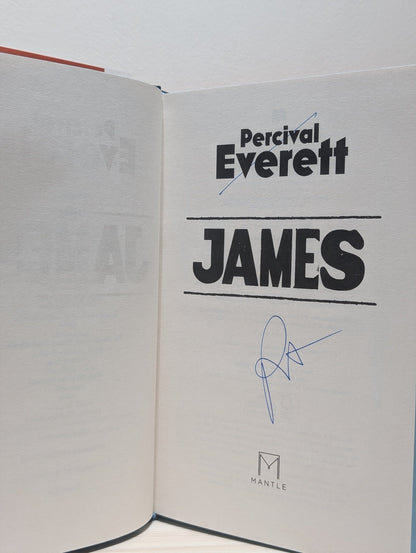 Percival
Everett
JAMES
MANTLE